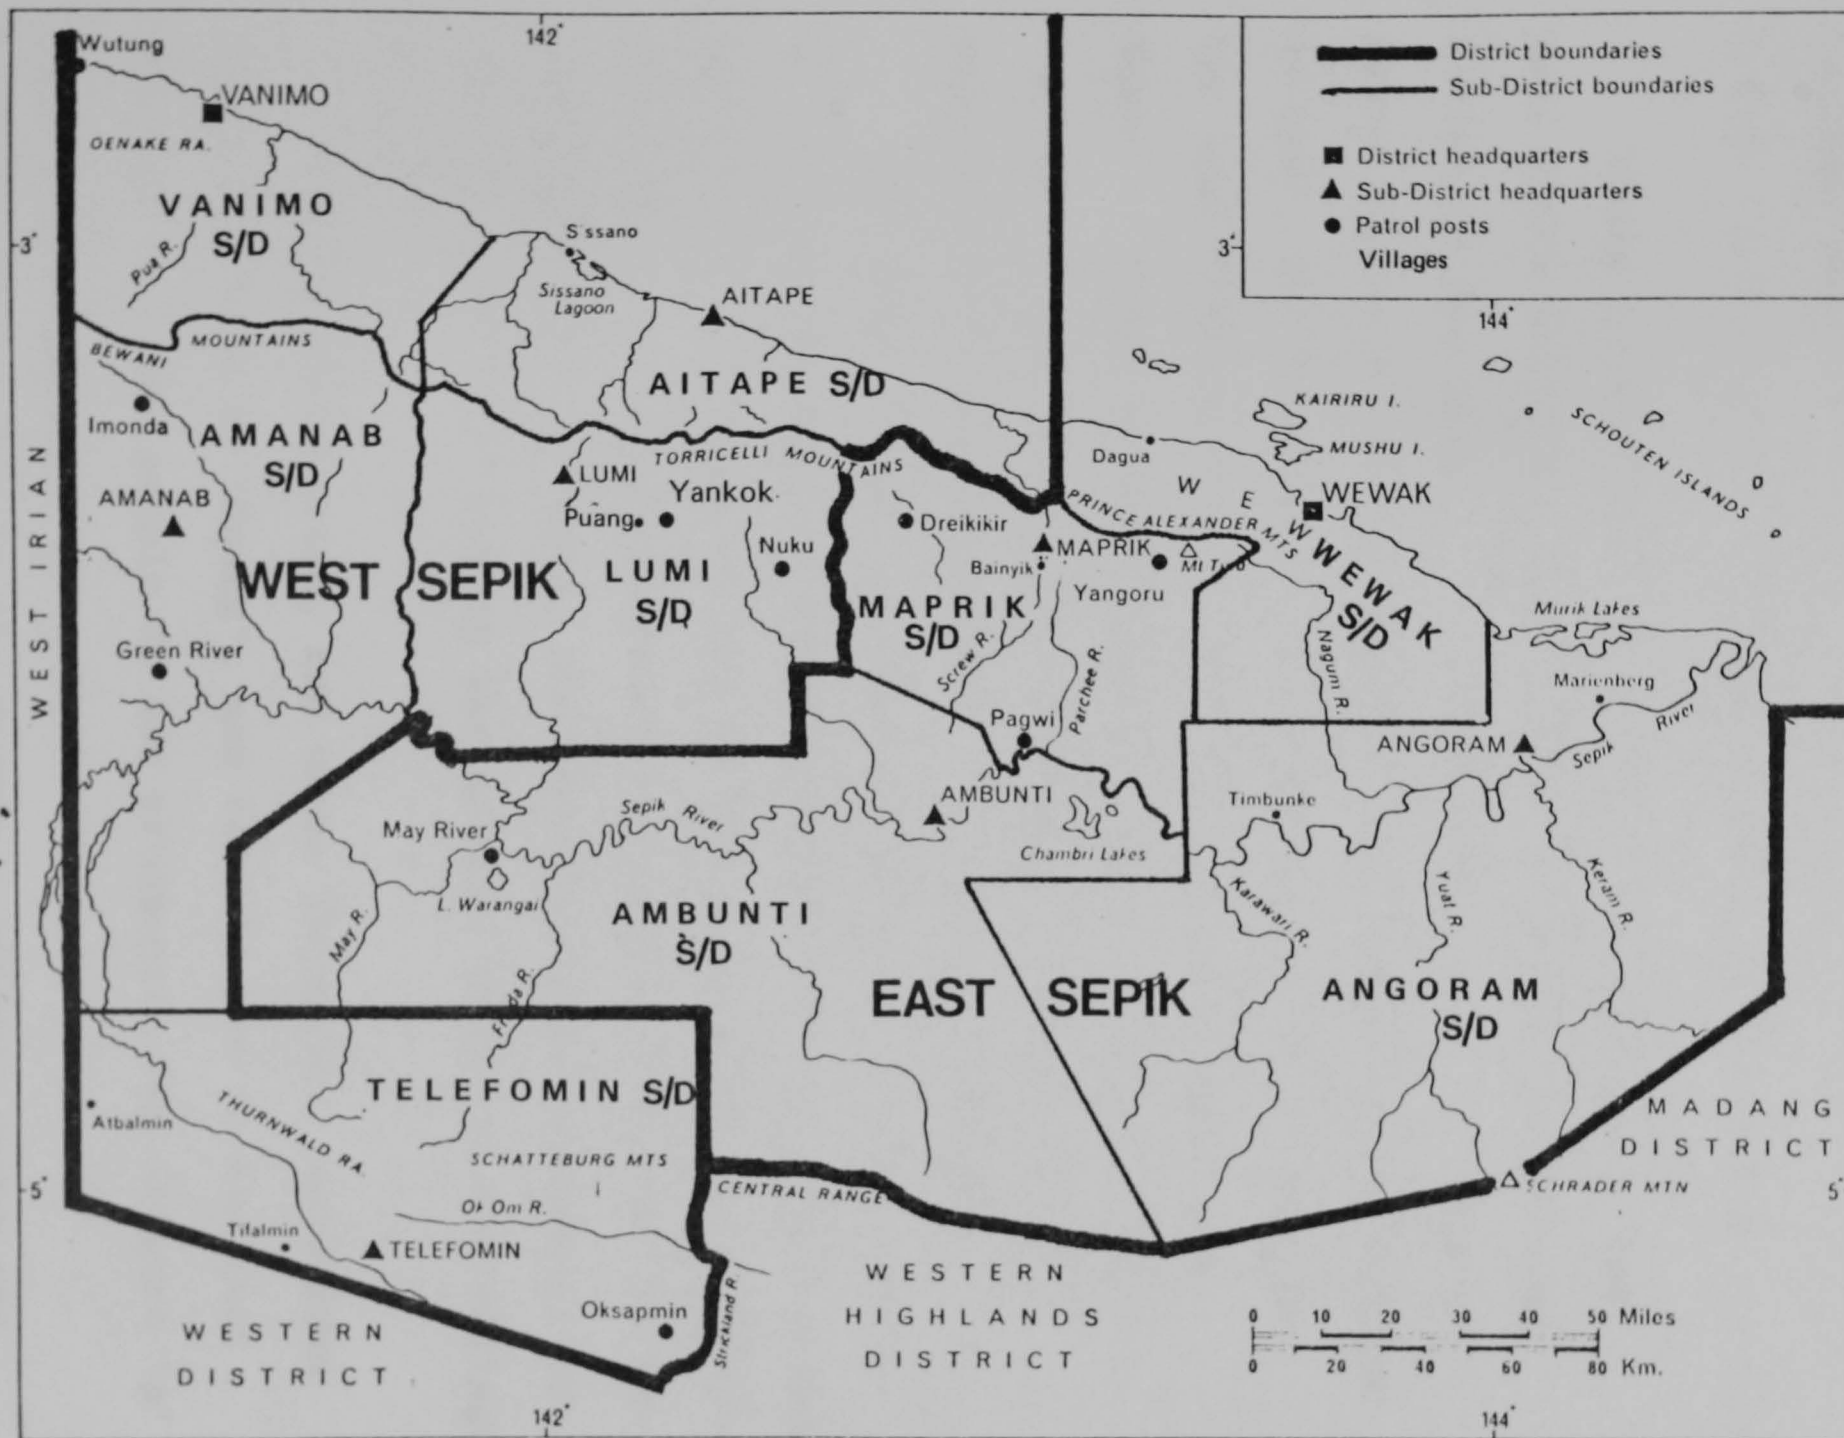 142°
Wutung
VANIMO
OENAKE RA.
VANIMO
S/D
Pua R.
3°
S ssano
Sissano
Lagoon
AITAPE
AITAPE S/D
BEWANI
MOUNTAINS
Imonda
AMANAB
S/D
AMANAB
WEST IRIAN
LUMI
TORRICELLI MOUNTAINS
Yankok
Puang
Nuku
WEST SEPIK
LUMI
S/D
Green River
District boundaries
Sub-District boundaries
District headquarters
Sub-District headquarters
Patrol posts
Villages
3°
144°
KAIRIRU I.
MUSHU I.
SCHOUTEN ISLANDS
Dagua
W E W
WEWAK
PRINCE ALEXANDER MTS
Dreikikir
MAPRIK
Bainyik
Yangoru
MAPRIK
S/D
WEWAK
S/D
Screw R.
Parchee R.
Nagum R.
Murik Lakes
Marienberg
Sepik River
Pagwi
ANGORAM
AMBUNTI
Timbunke
Chambri Lakes
May River
Sepik River
L. Warangai
May R.
AMBUNTI
S/D
Karawari R.
Yuat R.
Keram R.
EAST SEPIK
ANGORAM
S/D
TELEFOMIN S/D
Atbalmin
THURNWALD RA.
SCHATTEBURG MTS
MADANG
DISTRICT
5°
CENTRAL RANGE
SCHRADER MTN
5°
Ok Om R.
Tifalmin
TELEFOMIN
Oksapmin
Strickland R.
WESTERN
DISTRICT
WESTERN
HIGHLANDS
DISTRICT
0 10 20 30 40 50 Miles
0 20 40 60 80 Km.
142°
144°